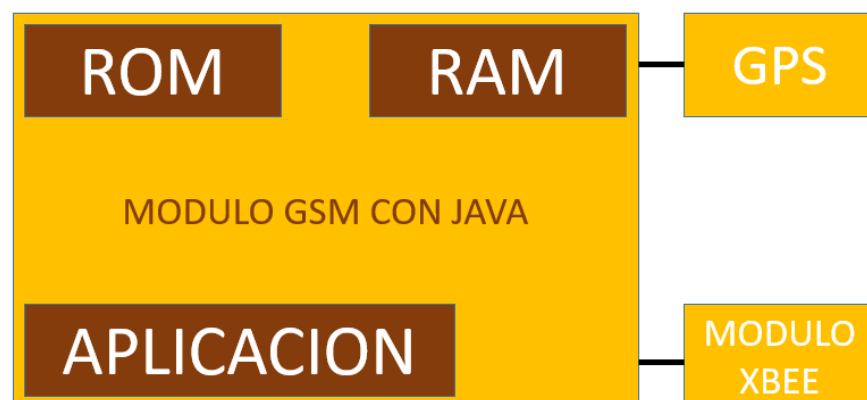 ROM
RAM
GPS
MODULO GSM CON JAVA
APLICACION
MODULO
XBEE